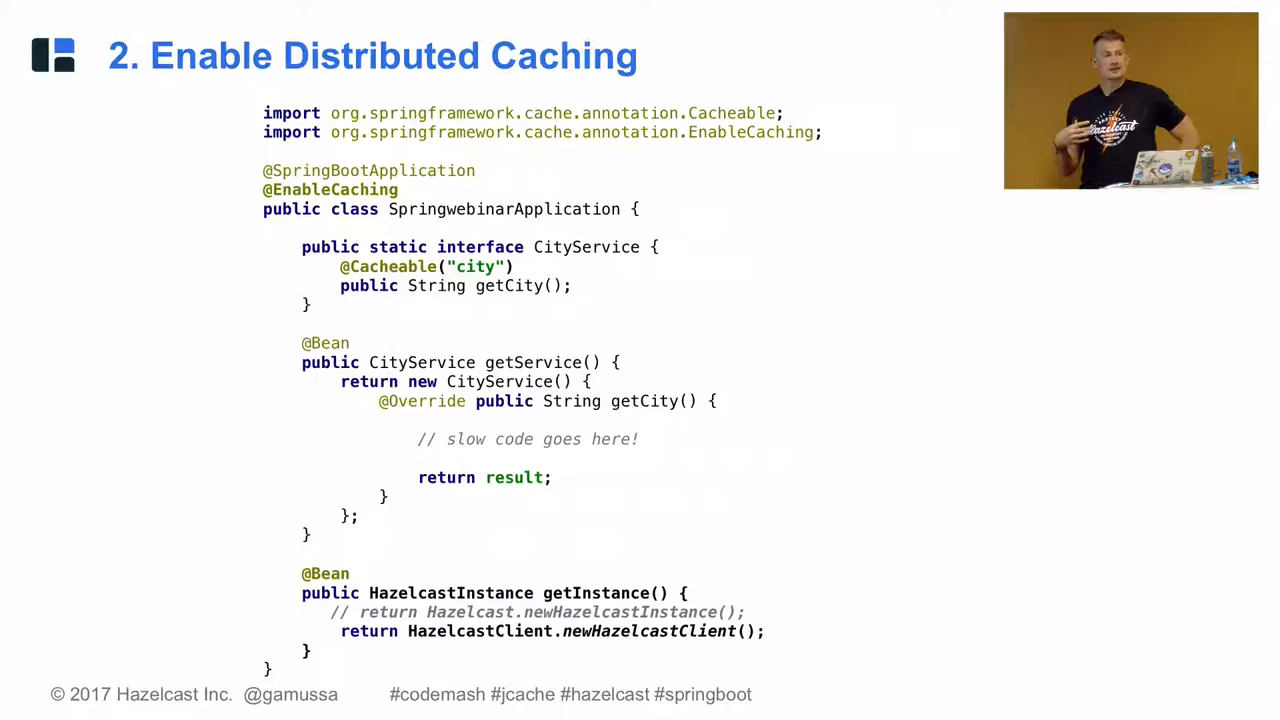 2. Enable Distributed Caching
import org.springframework.cache.annotation.Cacheable;
import org.springframework.cache.annotation.EnableCaching;
@SpringBootApplication
@EnableCaching
public class SpringwebinarApplication {
public static interface CityService {
@Cacheable("city")
public String getCity();
}
@Bean
public CityService getService() {
return new CityService() {
@Override public String getCity() {
// slow code goes here!
return result;
}
};
}
@Bean
public HazelcastInstance getInstance() {
// return Hazelcast.newHazelcastInstance();
return HazelcastClient.newHazelcastClient();
}
}
© 2017 Hazelcast Inc. @gamussa #codemash #jcache #hazelcast #springboot
hazelcast